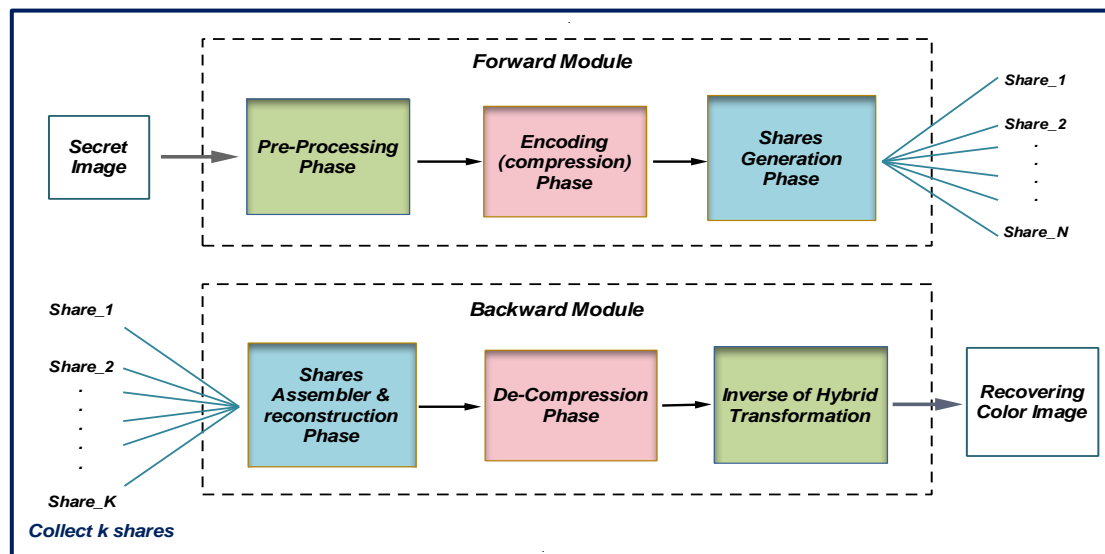 Forward Module
Secret
Image
Pre-Processing
Phase
Encoding
(compression)
Phase
Shares
Generation
Phase
Share_1
Share_2
.
.
.
.
.
Share_N
Backward Module
Share_1
Share_2
.
.
.
.
.
Share_K
Collect k shares
Shares
Assembler &
reconstruction
Phase
De-Compression
Phase
Inverse of Hybrid
Transformation
Recovering
Color Image